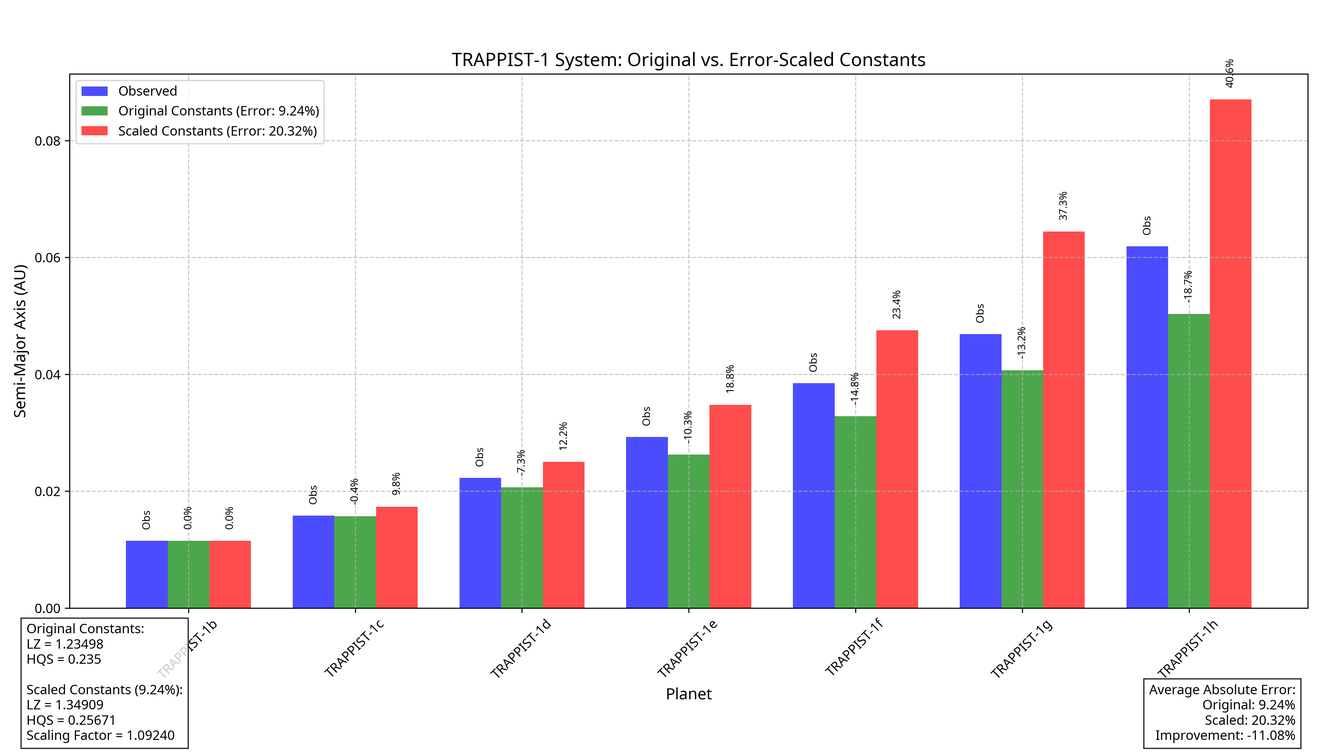 TRAPPIST-1 System: Original vs. Error-Scaled Constants
Observed
Original Constants (Error: 9.24%)
Scaled Constants (Error: 20.32%)
Semi-Major Axis (AU)
0.08
0.06
0.04
0.02
0.00
Obs
0.0%
0.0%
Obs
-0.4%
9.8%
Obs
-7.3%
12.2%
Obs
-10.3%
18.8%
Obs
-14.8%
23.4%
Obs
-13.2%
37.3%
Obs
-18.7%
40.6%
TRAPPIST-1b
TRAPPIST-1c
TRAPPIST-1d
TRAPPIST-1e
TRAPPIST-1f
TRAPPIST-1g
TRAPPIST-1h
Planet
Original Constants:
LZ = 1.23498
HQS = 0.235
Scaled Constants (9.24%):
LZ = 1.34909
HQS = 0.25671
Scaling Factor = 1.09240
Average Absolute Error:
Original: 9.24%
Scaled: 20.32%
Improvement: -11.08%